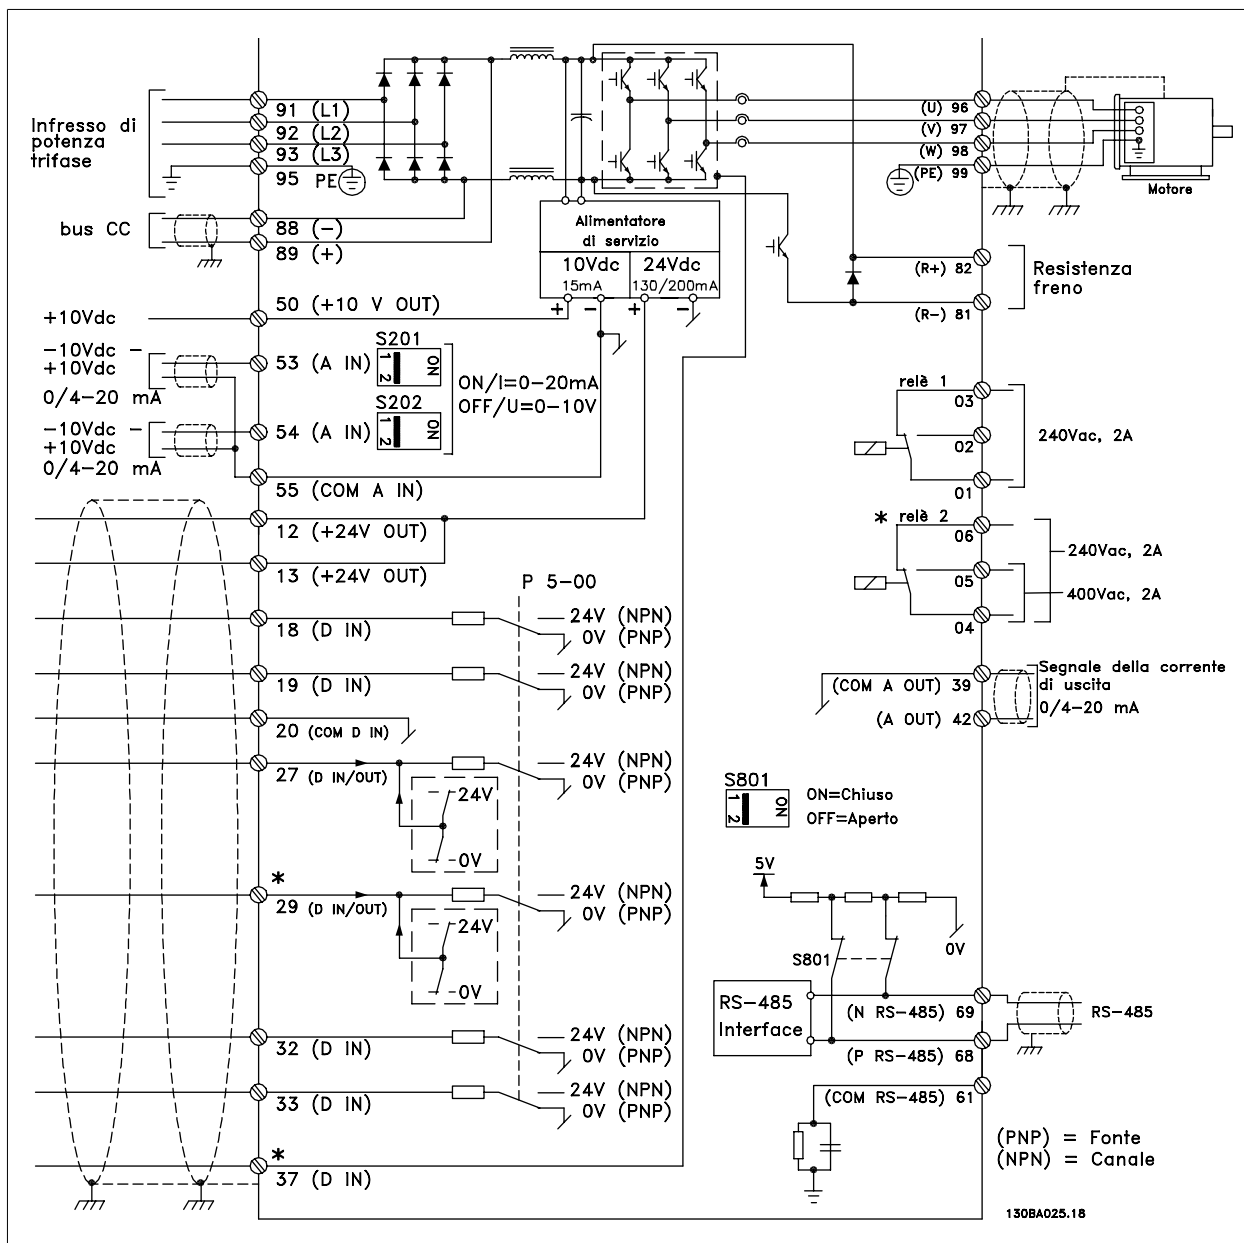 Infresso di
potenza
trifase
91 (L1)
92 (L2)
93 (L3)
95 PE
bus CC
88 (−)
89 (+)
+10Vdc
50 (+10 V OUT)
−10Vdc −
+10Vdc
0/4−20 mA
53 (A IN)
S201
1 2
ON
S202
1 2
ON
ON/I=0−20mA
OFF/U=0−10V
−10Vdc −
+10Vdc
0/4−20 mA
54 (A IN)
55 (COM A IN)
12 (+24V OUT)
13 (+24V OUT)
P 5-00
18 (D IN)
24V (NPN)
0V (PNP)
19 (D IN)
24V (NPN)
0V (PNP)
20 (COM D IN)
27 (D IN/OUT)
24V (NPN)
0V (PNP)
24V
0V
*
29 (D IN/OUT)
24V (NPN)
0V (PNP)
24V
0V
32 (D IN)
24V (NPN)
0V (PNP)
33 (D IN)
24V (NPN)
0V (PNP)
*
37 (D IN)
Alimentatore
di servizio
10Vdc
15mA
24Vdc
130/200mA
+ − + −
(U) 96
(V) 97
(W) 98
(PE) 99
Motore
(R+) 82
(R−) 81
Resistenza
freno
relè 1
03
02
01
240Vac, 2A
* relè 2
06
05
04
240Vac, 2A
400Vac, 2A
(COM A OUT) 39
(A OUT) 42
Segnale della corrente
di uscita
0/4−20 mA
S801
1 2
ON
ON=Chiuso
OFF=Aperto
5V
S801
0V
RS-485
Interface
(N RS-485) 69
(P RS-485) 68
RS-485
(COM RS-485) 61
(PNP) = Fonte
(NPN) = Canale
130BA025.18